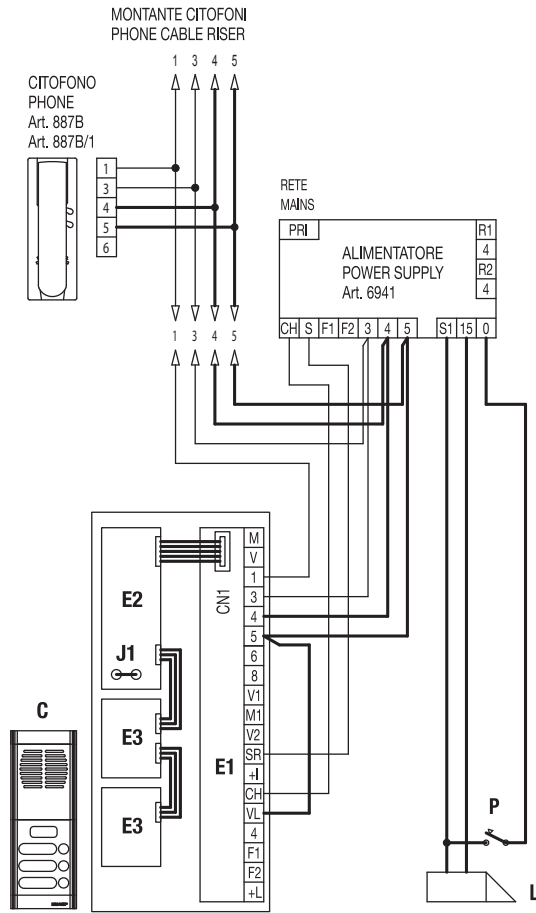 MONTANTE CITOFONI
PHONE CABLE RISER
1 3 4 5
CITOFONO
PHONE
Art. 887B
Art. 887B/1
1
3
4
5
6
RETE
MAINS
PRI
ALIMENTATORE
POWER SUPPLY
Art. 6941
R1
4
R2
4
CH S F1 F2 3 4 5 S1 15 0
1 3 4 5
E2
J1
E3
E3
CN1
E1
M
V
1
3
4
5
6
8
V1
M1
V2
SR
+I
CH
VL
4
F1
F2
+L
C
P
L